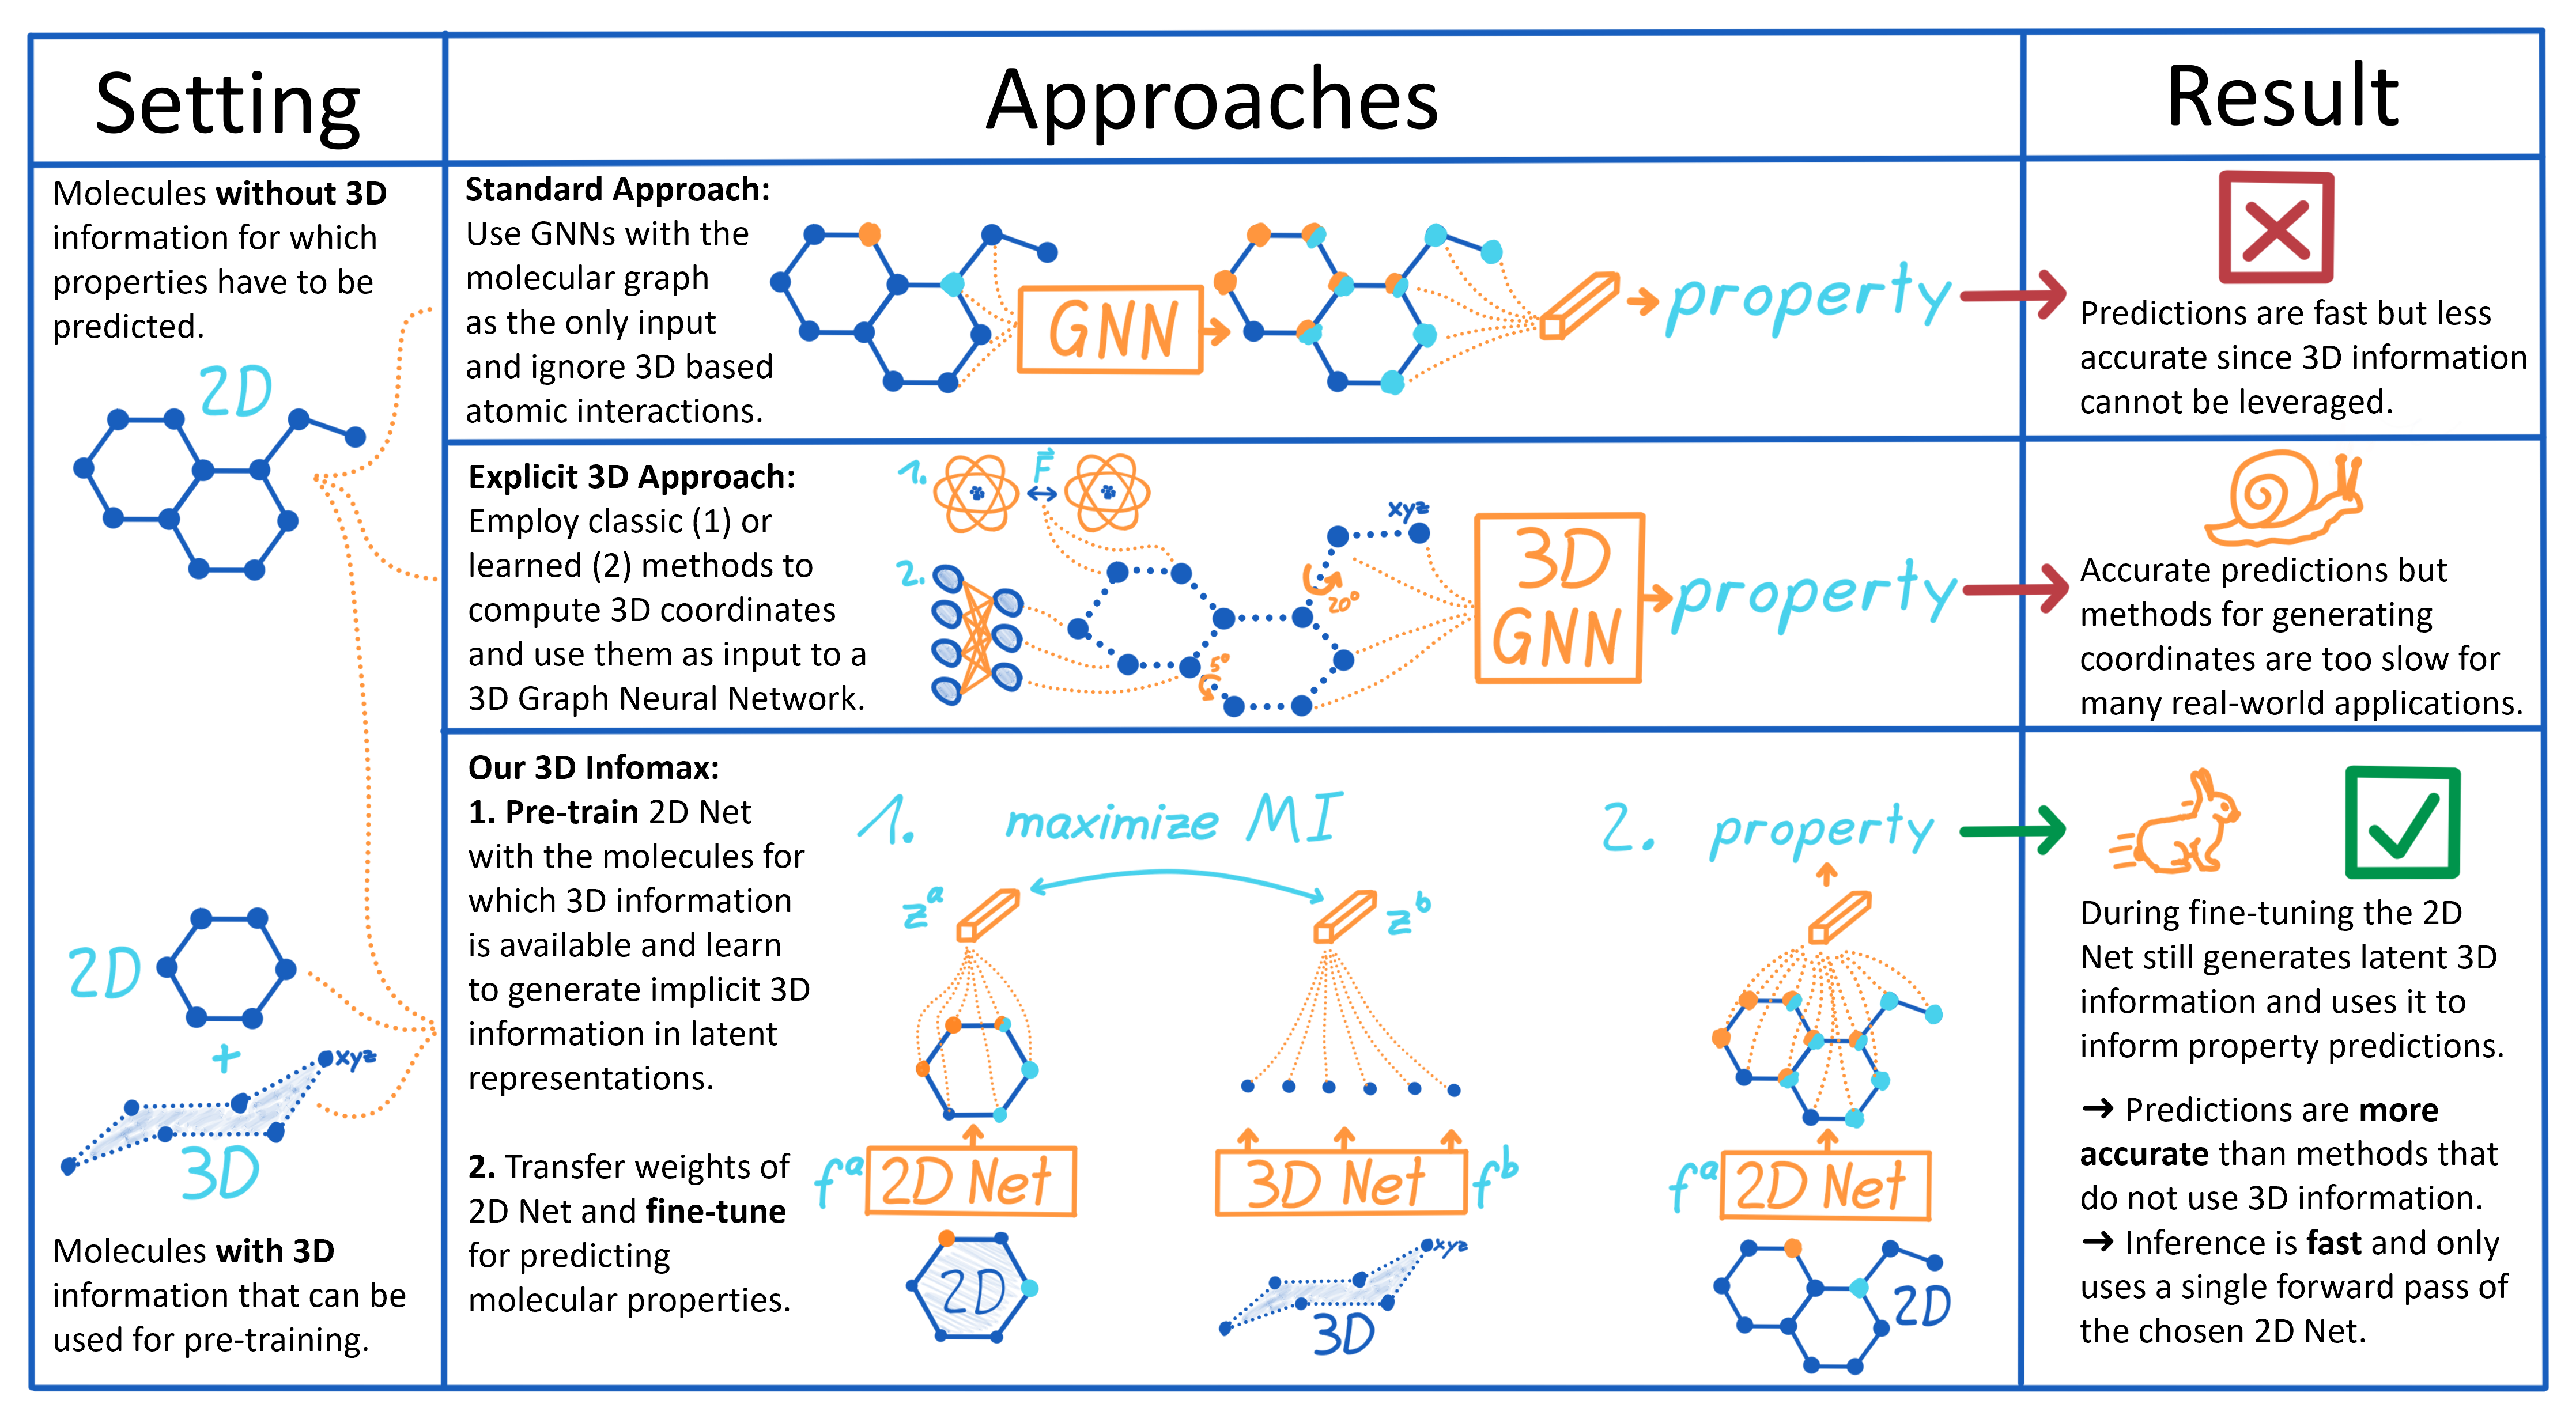 Setting
Approaches
Result
Molecules without 3D
information for which
properties have to be
predicted.
2D
2D
+
xyz
3D
Molecules with 3D
information that can be
used for pre-training.
Standard Approach:
Use GNNs with the
molecular graph
as the only input
and ignore 3D based
atomic interactions.
GNN
property
Predictions are fast but less
accurate since 3D information
cannot be leveraged.
Explicit 3D Approach:
Employ classic (1) or
learned (2) methods to
compute 3D coordinates
and use them as input to a
3D Graph Neural Network.
1.
F⃗
2.
xyz
20°
5°
3D
GNN
property
Accurate predictions but
methods for generating
coordinates are too slow for
many real-world applications.
Our 3D Infomax:
1. Pre-train 2D Net
with the molecules for
which 3D information
is available and learn
to generate implicit 3D
information in latent
representations.
2. Transfer weights of
2D Net and fine-tune
for predicting
molecular properties.
1. maximize MI
zᵃ
zᵇ
fᵃ 2D Net
3D Net fᵇ
2D
xyz
3D
2. property
fᵃ 2D Net
2D
During fine-tuning the 2D
Net still generates latent 3D
information and uses it to
inform property predictions.
→ Predictions are more
accurate than methods that
do not use 3D information.
→ Inference is fast and only
uses a single forward pass of
the chosen 2D Net.